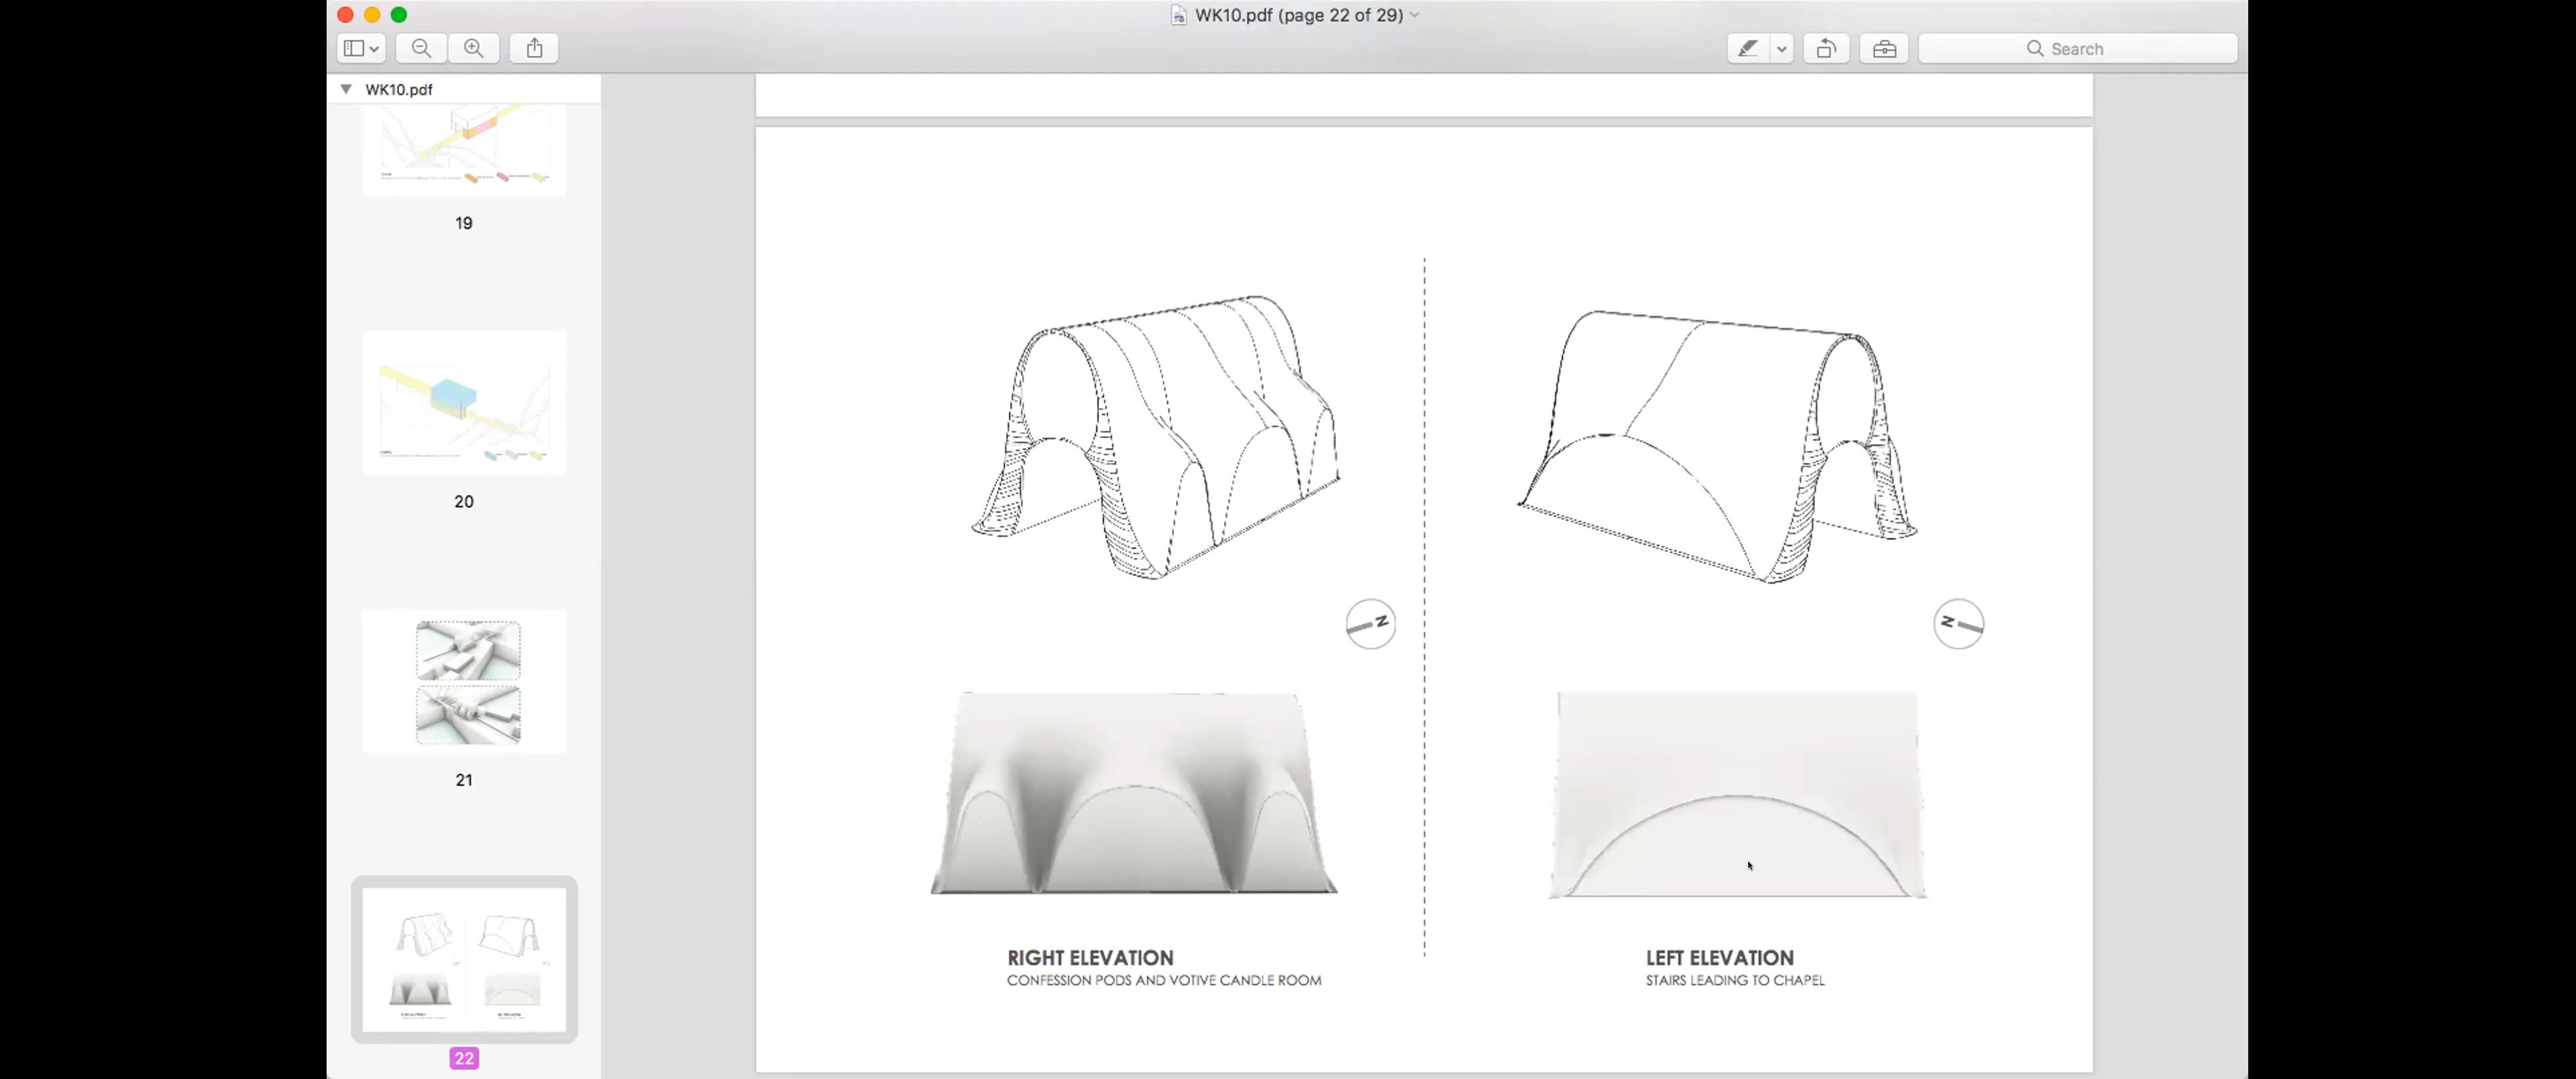 WK10.pdf (page 22 of 29)
Search
WK10.pdf
19
20
21
22
N
N
RIGHT ELEVATION
CONFESSION PODS AND VOTIVE CANDLE ROOM
LEFT ELEVATION
STAIRS LEADING TO CHAPEL